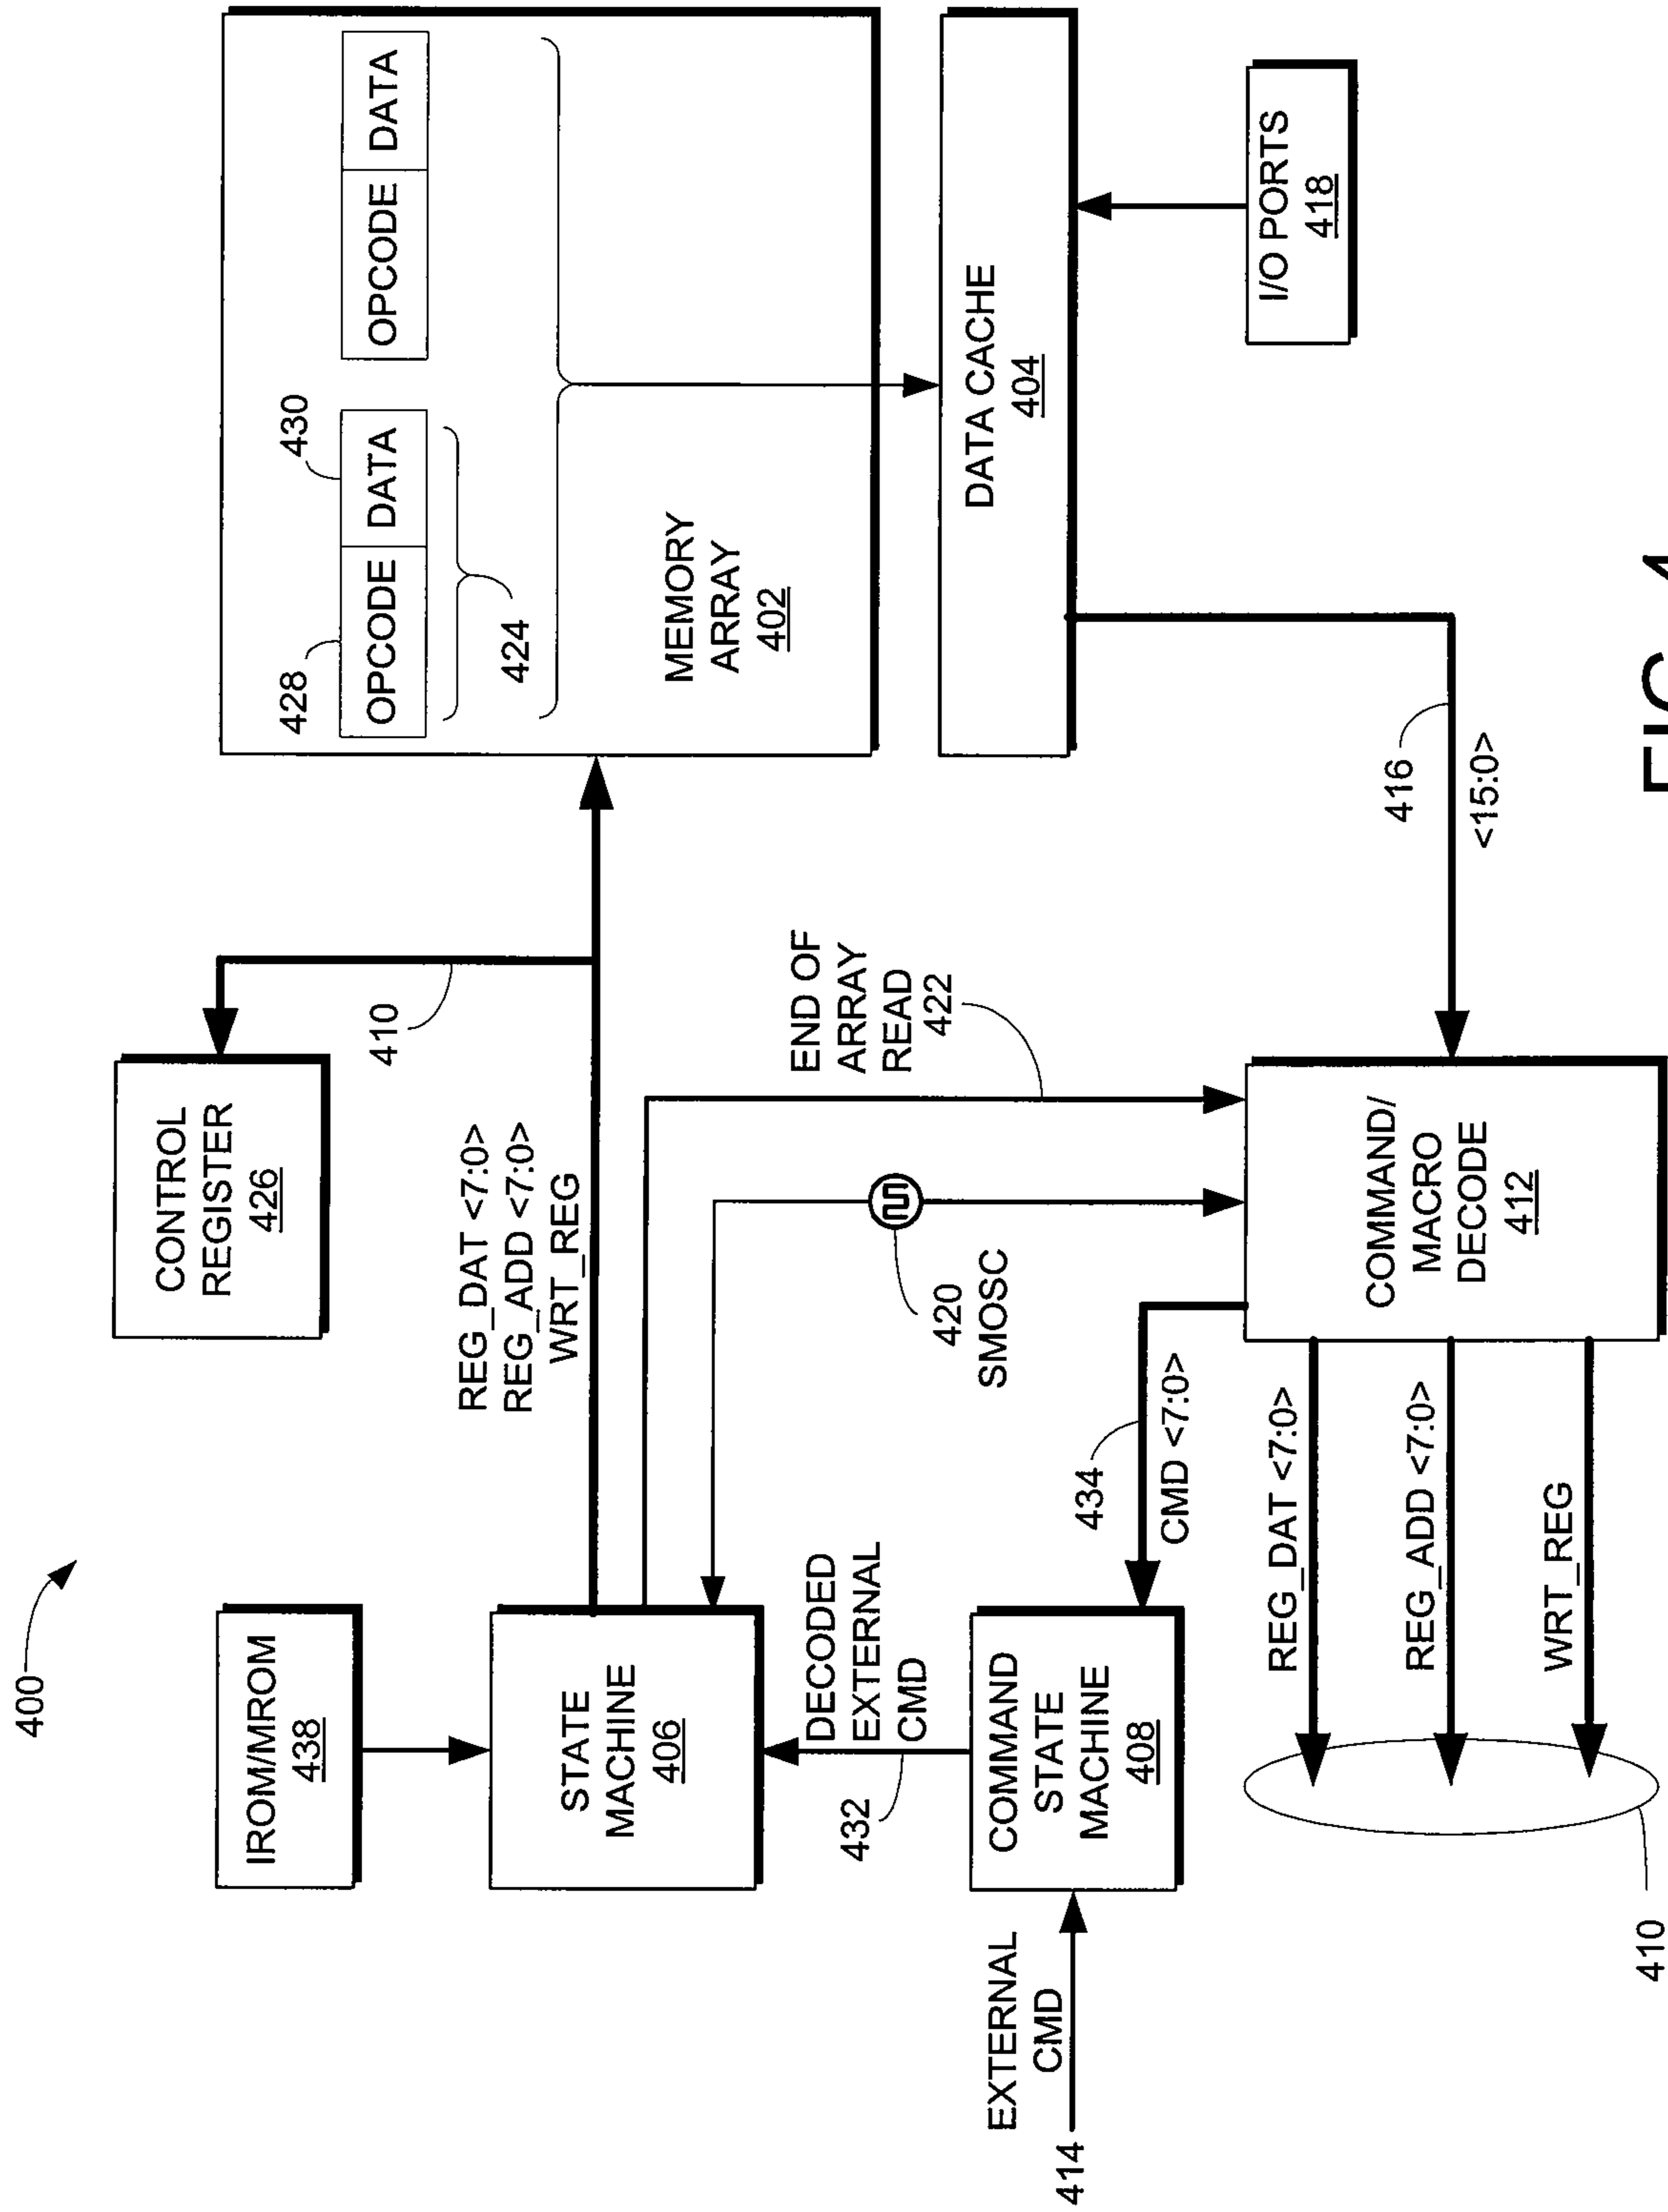 400
IROM/MROM
438
CONTROL
REGISTER
426
410
428
430
OPCODE DATA
OPCODE DATA
424
MEMORY
ARRAY
402
STATE
MACHINE
406
REG_DAT <7:0>
REG_ADD <7:0>
WRT_REG
DECODED
EXTERNAL
CMD
432
420
SMOSC
END OF
ARRAY
READ
422
DATA CACHE
404
EXTERNAL
CMD
414
COMMAND
STATE
MACHINE
408
434
CMD <7:0>
416
<15:0>
I/O PORTS
418
REG_DAT <7:0>
REG_ADD <7:0>
WRT_REG
410
COMMAND/
MACRO
DECODE
412